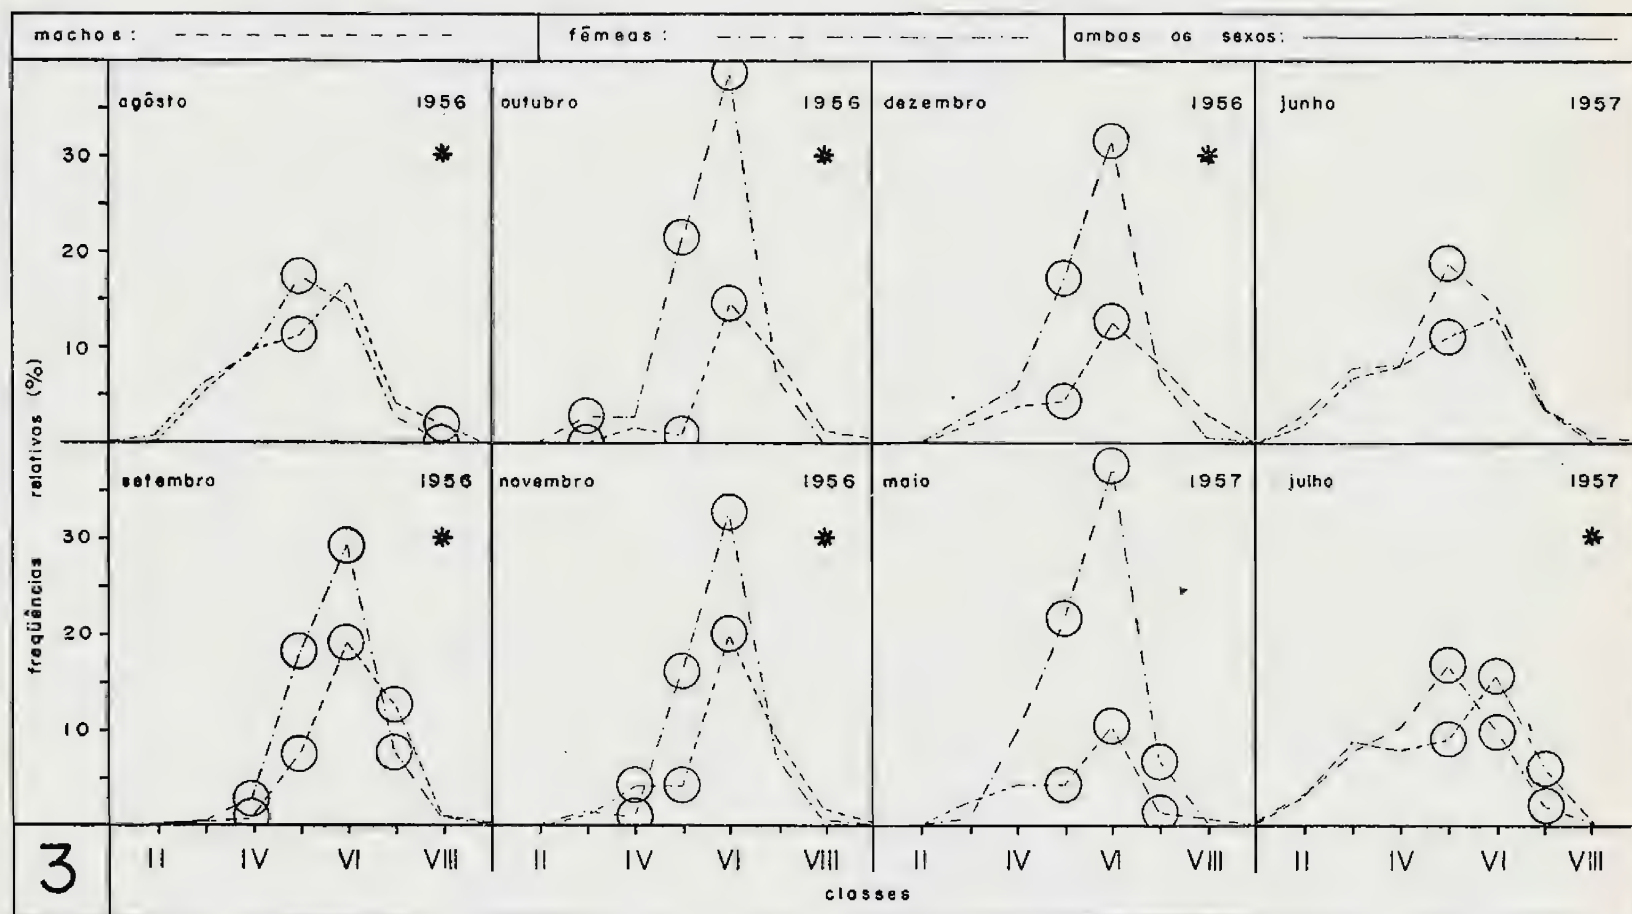 machos: fêmeas: ambos os sexos:
agôsto 1956 outubro 1956 dezembro 1956 junho 1957
* * *
30
20
10
freqüências relativas (%)
setembro 1956 novembro 1956 maio 1957 julho 1957
* * *
30
20
10
3 II IV VI VIII II IV VI VIII II IV VI VIII II IV VI VIII
classes